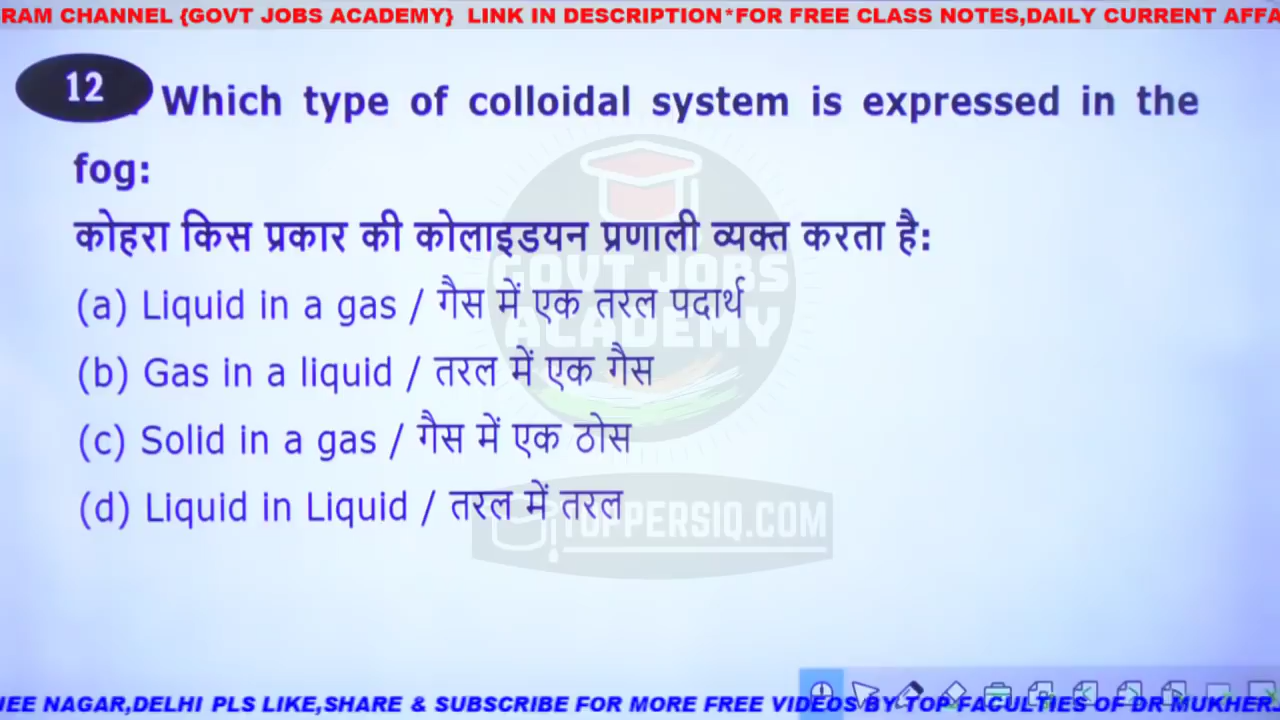 RAM CHANNEL {GOVT JOBS ACADEMY} LINK IN DESCRIPTION*FOR FREE CLASS NOTES,DAILY CURRENT AFFA
12
Which type of colloidal system is expressed in the
fog:
कोहरा किस प्रकार की कोलाइडयन प्रणाली व्यक्त करता है:
GOVT JOBS
(a) Liquid in a gas / गैस में एक तरल पदार्थ
ACADEMY
(b) Gas in a liquid / तरल में एक गैस
(c) Solid in a gas / गैस में एक ठोस
(d) Liquid in Liquid / तरल में तरल
TOPPERSIQ.COM
JEE NAGAR,DELHI PLS LIKE,SHARE & SUBSCRIBE FOR MORE FREE VIDEOS BY TOP FACULTIES OF DR MUKHERJ